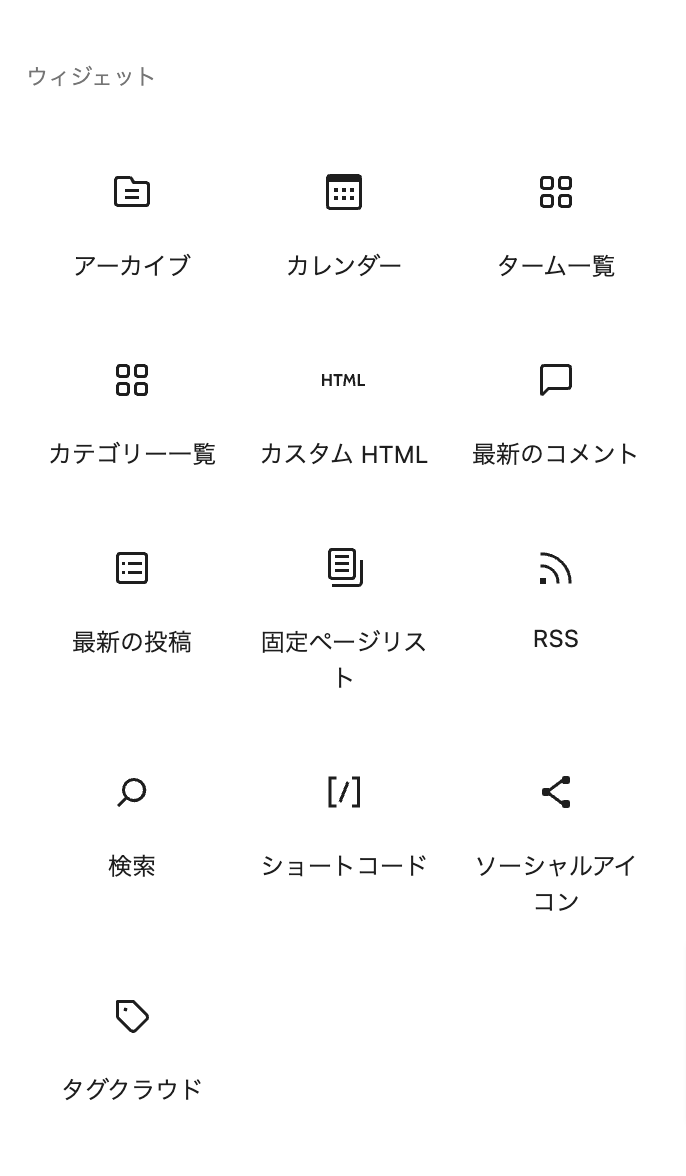 ウィジェット
アーカイブ
カレンダー
ターム一覧
カテゴリー一覧
HTML
カスタム HTML
最新のコメント
最新の投稿
固定ページリス
ト
RSS
検索
[/]
ショートコード
ソーシャルアイ
コン
タグクラウド